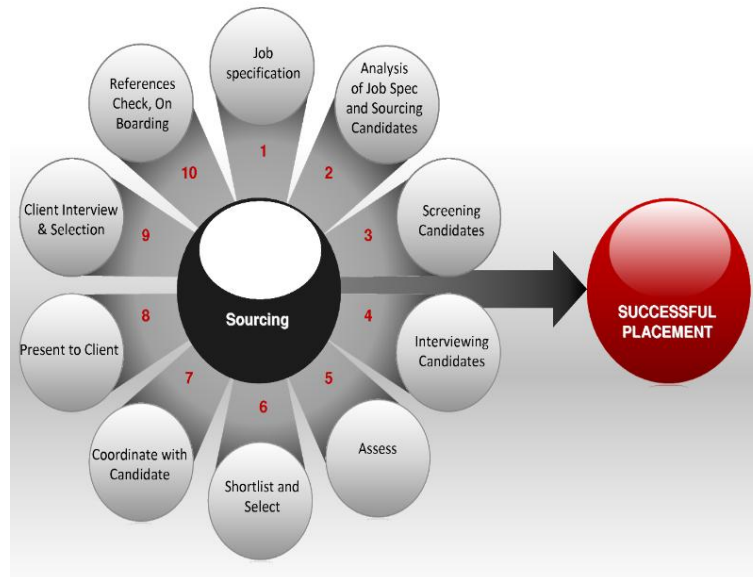 Job
specification
1
Analysis
of Job Spec
and Sourcing
Candidates
2
Screening
Candidates
3
Interviewing
Candidates
4
Assess
5
Shortlist and
Select
6
Coordinate with
Candidate
7
Present to Client
8
Client Interview
& Selection
9
References
Check, On
Boarding
10
Sourcing
SUCCESSFUL
PLACEMENT